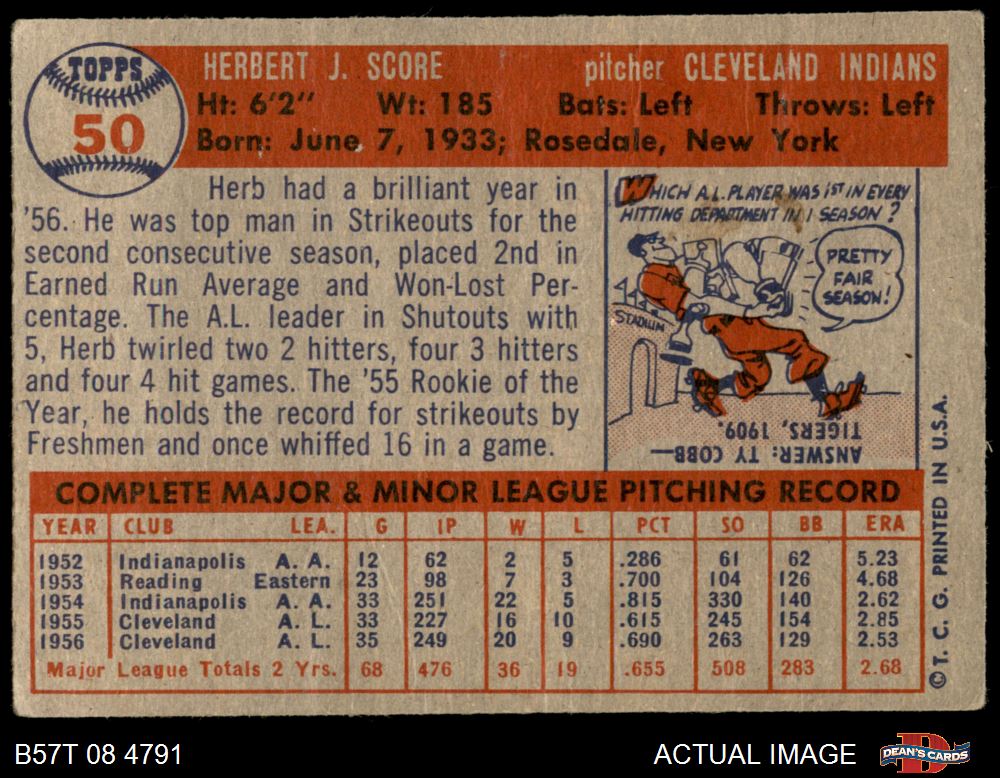 TOPPS
50
HERBERT J. SCORE pitcher CLEVELAND INDIANS
Ht: 6'2" Wt: 185 Bats: Left Throws: Left
Born: June 7, 1933; Rosedale, New York
Herb had a brilliant year in
'56. He was top man in Strikeouts for the
second consecutive season, placed 2nd in
Earned Run Average and Won-Lost Per-
centage. The A.L. leader in Shutouts with
5, Herb twirled two 2 hitters, four 3 hitters
and four 4 hit games. The '55 Rookie of the
Year, he holds the record for strikeouts by
Freshmen and once whiffed 16 in a game.
WHICH A.L. PLAYER WAS 1ST IN EVERY
HITTING DEPARTMENT IN 1 SEASON?
PRETTY
FAIR
SEASON!
STADIUM
ANSWER: TY COBB—
TIGERS, 1909.
COMPLETE MAJOR & MINOR LEAGUE PITCHING RECORD
YEAR CLUB LEA. G IP W L PCT SO BB ERA
1952 Indianapolis A. A. 12 62 2 5 .286 61 62 5.23
1953 Reading Eastern 23 98 7 3 .700 104 126 4.68
1954 Indianapolis A. A. 33 251 22 5 .815 330 140 2.62
1955 Cleveland A. L. 33 227 16 10 .615 245 154 2.85
1956 Cleveland A. L. 35 249 20 9 .690 263 129 2.53
Major League Totals 2 Yrs. 68 476 36 19 .655 508 283 2.68
©T. C. G. PRINTED IN U.S.A.
B57T 08 4791 ACTUAL IMAGE
DEAN'S CARDS